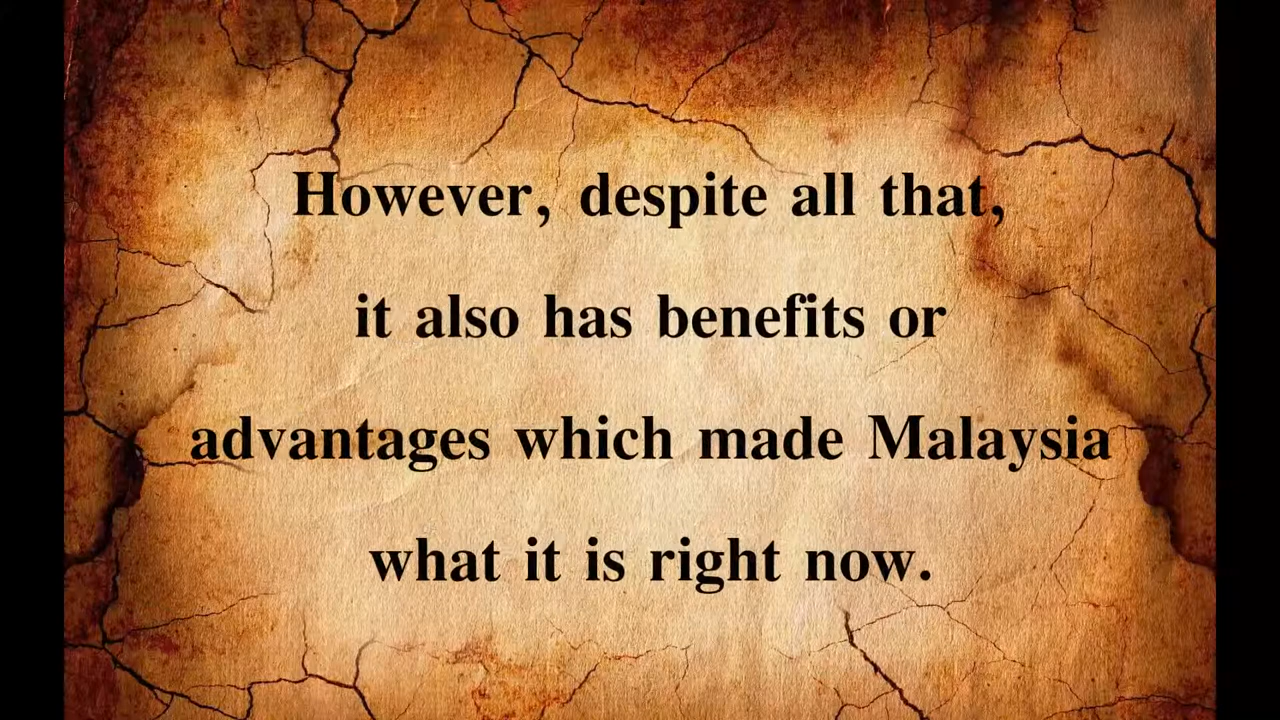 However, despite all that,
it also has benefits or
advantages which made Malaysia
what it is right now.